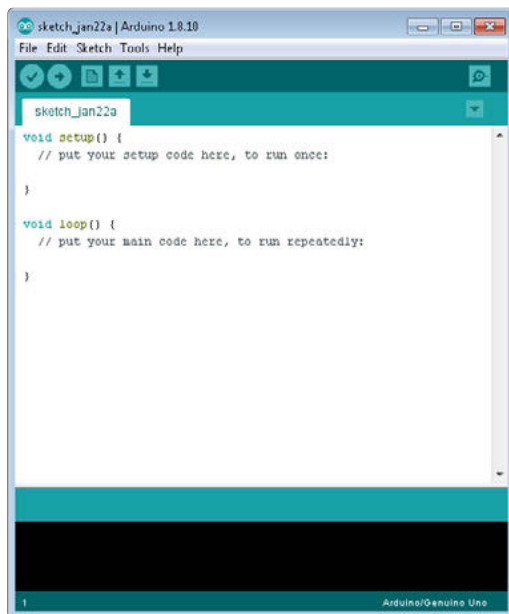 sketch_jan22a | Arduino 1.8.10
File Edit Sketch Tools Help
sketch_jan22a
void setup() {
  // put your setup code here, to run once:
}
void loop() {
  // put your main code here, to run repeatedly:
}
1
Arduino/Genuino Uno